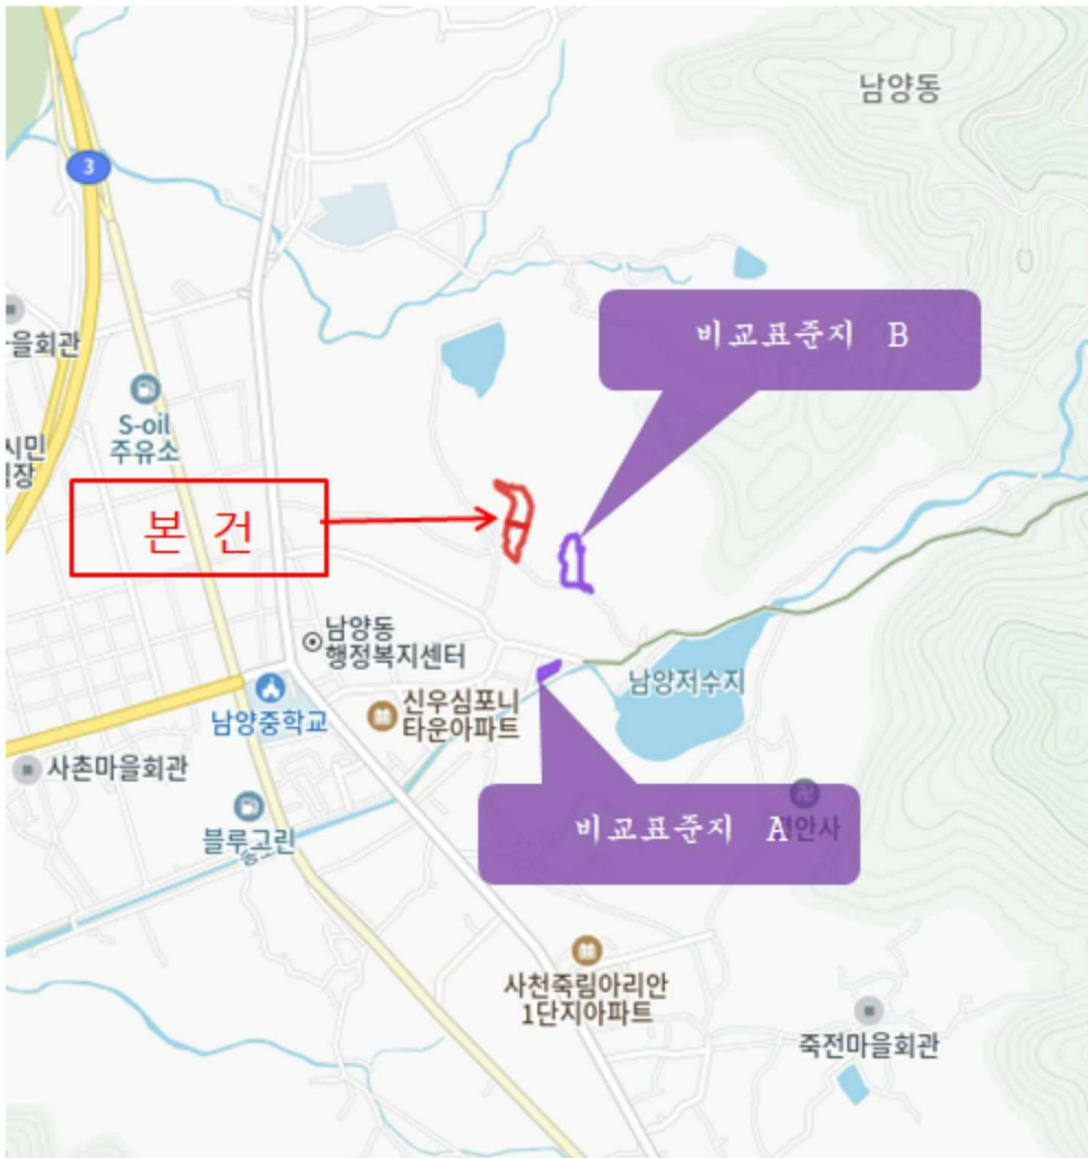 남양동
3
비교표준지 B
을회관
S-oil
주유소
시민
장
본 건
남양동
행정복지센터
남양저수지
신우심포니
타운아파트
남양중학교
사촌마을회관
비교표준지 A
안사
블루고린
사천죽림아리안
1단지아파트
죽전마을회관